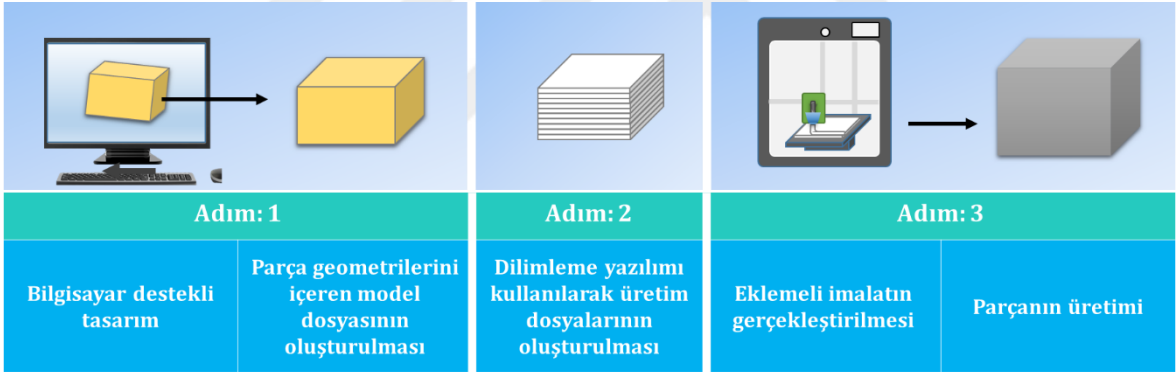 Adım: 1
Adım: 2
Adım: 3
Bilgisayar destekli
tasarım
Parça geometrilerini
içeren model
dosyasının
oluşturulması
Dilimleme yazılımı
kullanılarak üretim
dosyalarının
oluşturulması
Eklemeli imalatın
gerçekleştirilmesi
Parçanın üretimi